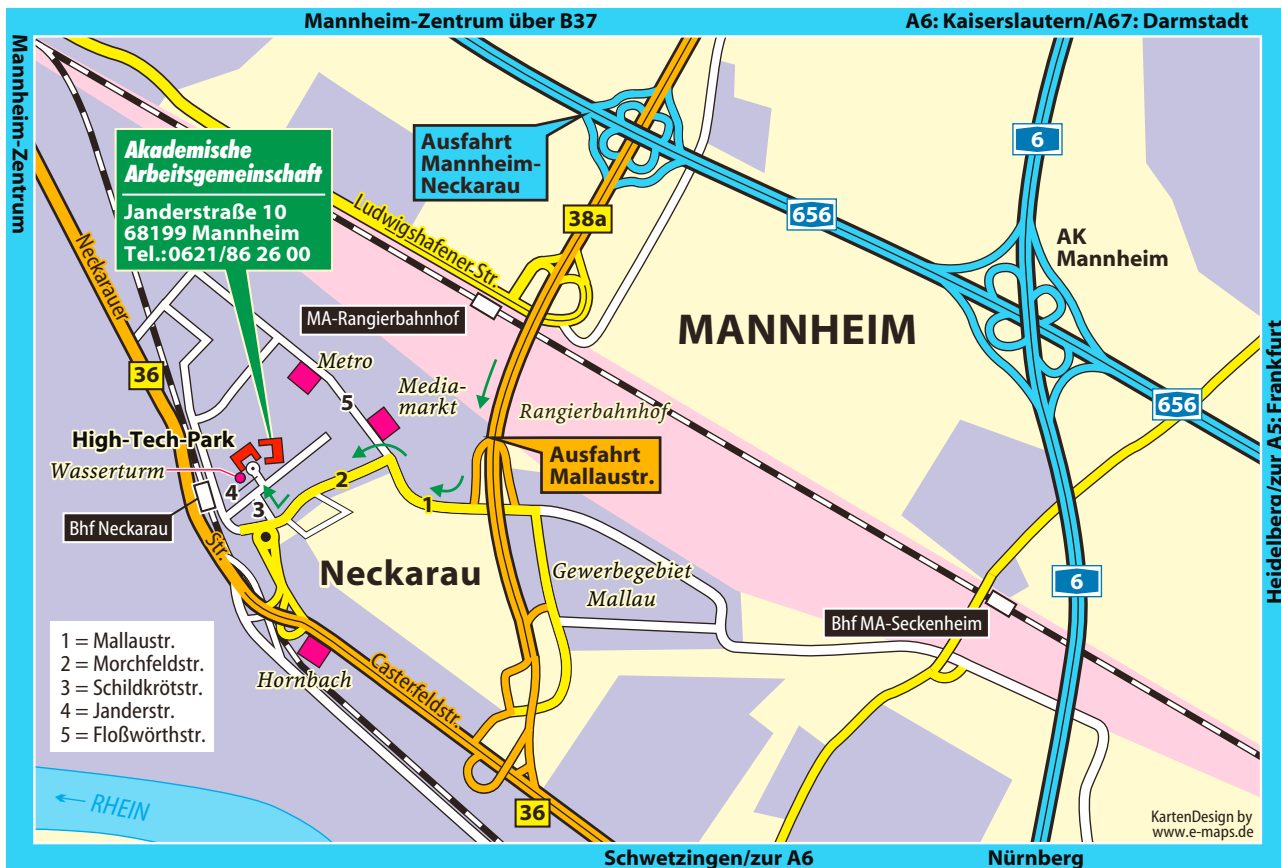 Mannheim-Zentrum über B37
A6: Kaiserslautern/A67: Darmstadt
Mannheim-Zentrum
Akademische
Arbeitsgemeinschaft
Janderstraße 10
68199 Mannheim
Tel.:0621/86 26 00
Ausfahrt
Mannheim-
Neckarau
6
656
38a
AK
Mannheim
Ludwigshafener Str.
Neckarauer
MA-Rangierbahnhof
MANNHEIM
36
Metro
5
Media-
markt
Rangierbahnhof
656
Heidelberg/zur A5: Frankfurt
High-Tech-Park
Wasserturm
4
3
2
1
Ausfahrt
Mallaustr.
Bhf Neckarau
Str.
Neckarau
Gewerbegebiet
Mallau
6
Bhf MA-Seckenheim
1 = Mallaustr.
2 = Morchfeldstr.
3 = Schildkrötstr.
4 = Janderstr.
5 = Floßwörthstr.
Hornbach
Casterfeldstr.
RHEIN
36
KartenDesign by
www.e-maps.de
Schwetzingen/zur A6
Nürnberg